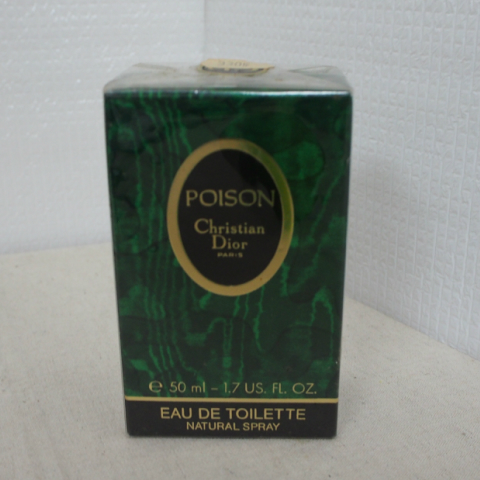 POISON
Christian
Dior
PARIS
℮ 50 ml – 1.7 US. FL. OZ.
EAU DE TOILETTE
NATURAL SPRAY